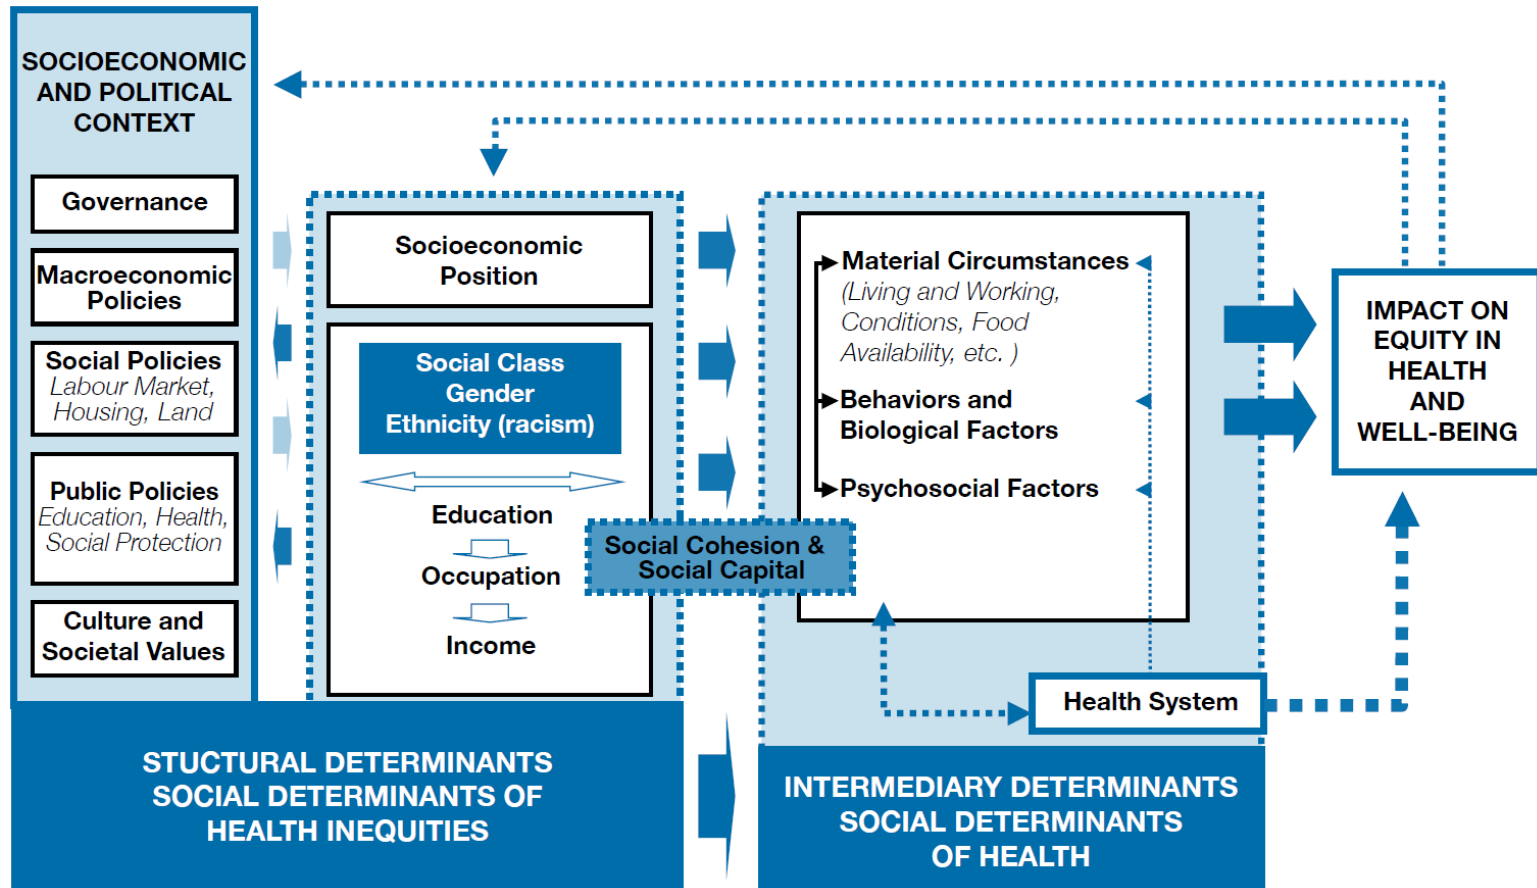 SOCIOECONOMIC
AND POLITICAL
CONTEXT
Governance
Macroeconomic
Policies
Social Policies
Labour Market,
Housing, Land
Public Policies
Education, Health,
Social Protection
Culture and
Societal Values
Socioeconomic
Position
Social Class
Gender
Ethnicity (racism)
Education
Occupation
Income
Social Cohesion &
Social Capital
Material Circumstances
(Living and Working,
Conditions, Food
Availability, etc. )
Behaviors and
Biological Factors
Psychosocial Factors
Health System
IMPACT ON
EQUITY IN
HEALTH
AND
WELL-BEING
STUCTURAL DETERMINANTS
SOCIAL DETERMINANTS OF
HEALTH INEQUITIES
INTERMEDIARY DETERMINANTS
SOCIAL DETERMINANTS
OF HEALTH